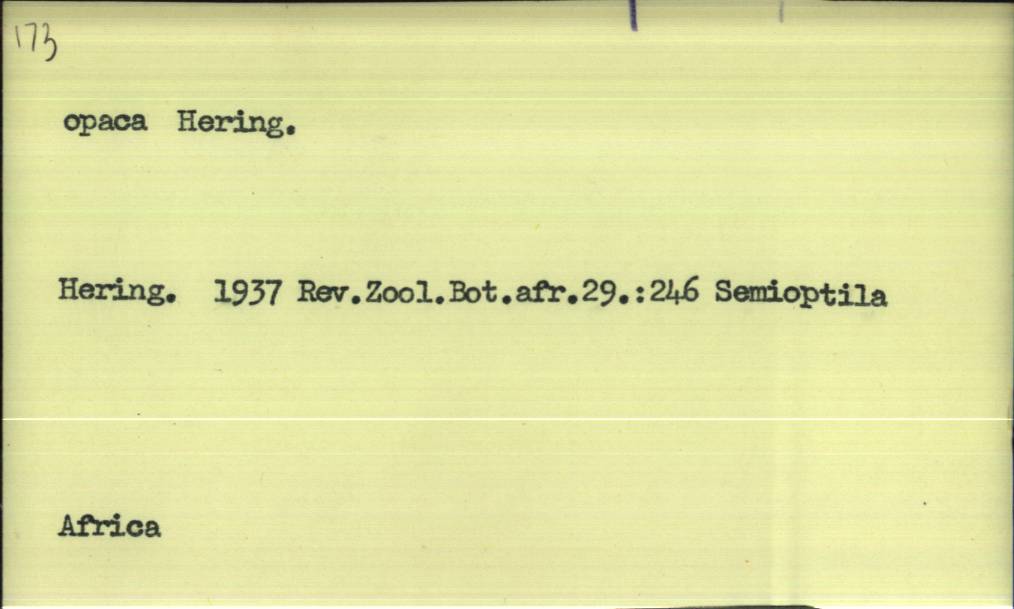 173
opaca Hering.
Hering. 1937 Rev.Zool.Bot.afr.29.:246 Semioptila
Africa